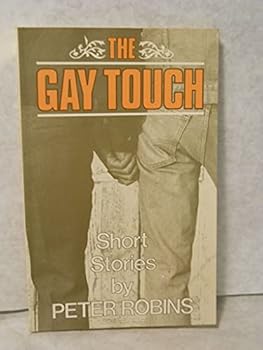 THE
GAY TOUCH
Short
Stories
by
PETER ROBINS